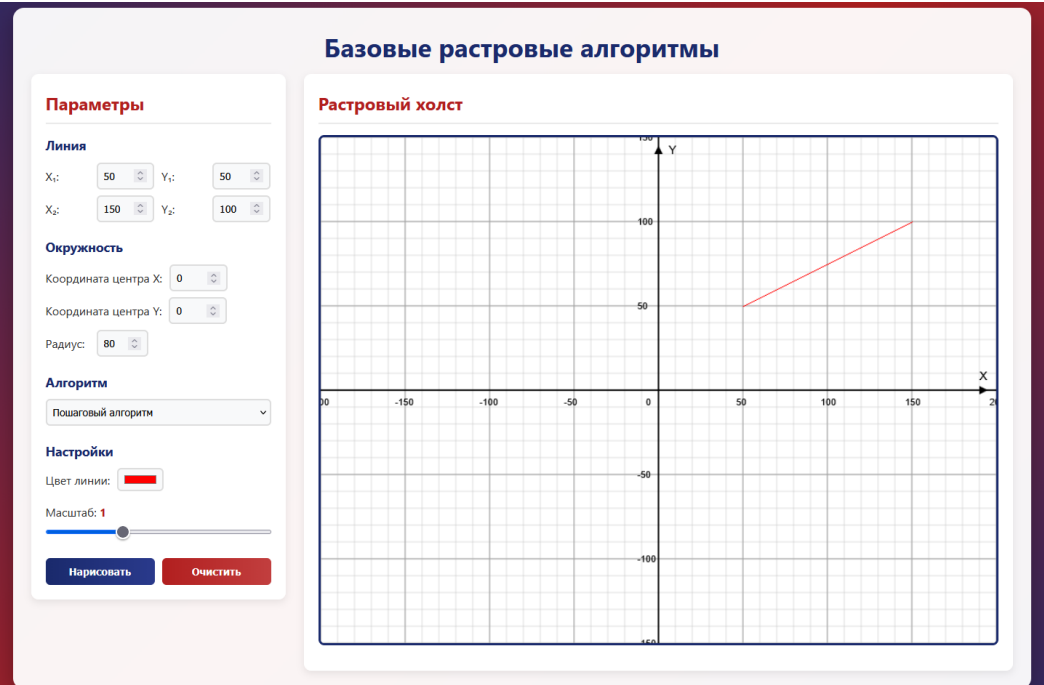 Базовые растровые алгоритмы
Параметры
Линия
X₁: 50 Y₁: 50
X₂: 150 Y₂: 100
Окружность
Координата центра X: 0
Координата центра Y: 0
Радиус: 80
Алгоритм
Пошаговый алгоритм
Настройки
Цвет линии:
Масштаб: 1
Нарисовать Очистить
Растровый холст
Y
100
50
X
-150 -100 -50 0 50 100 150
-50
-100